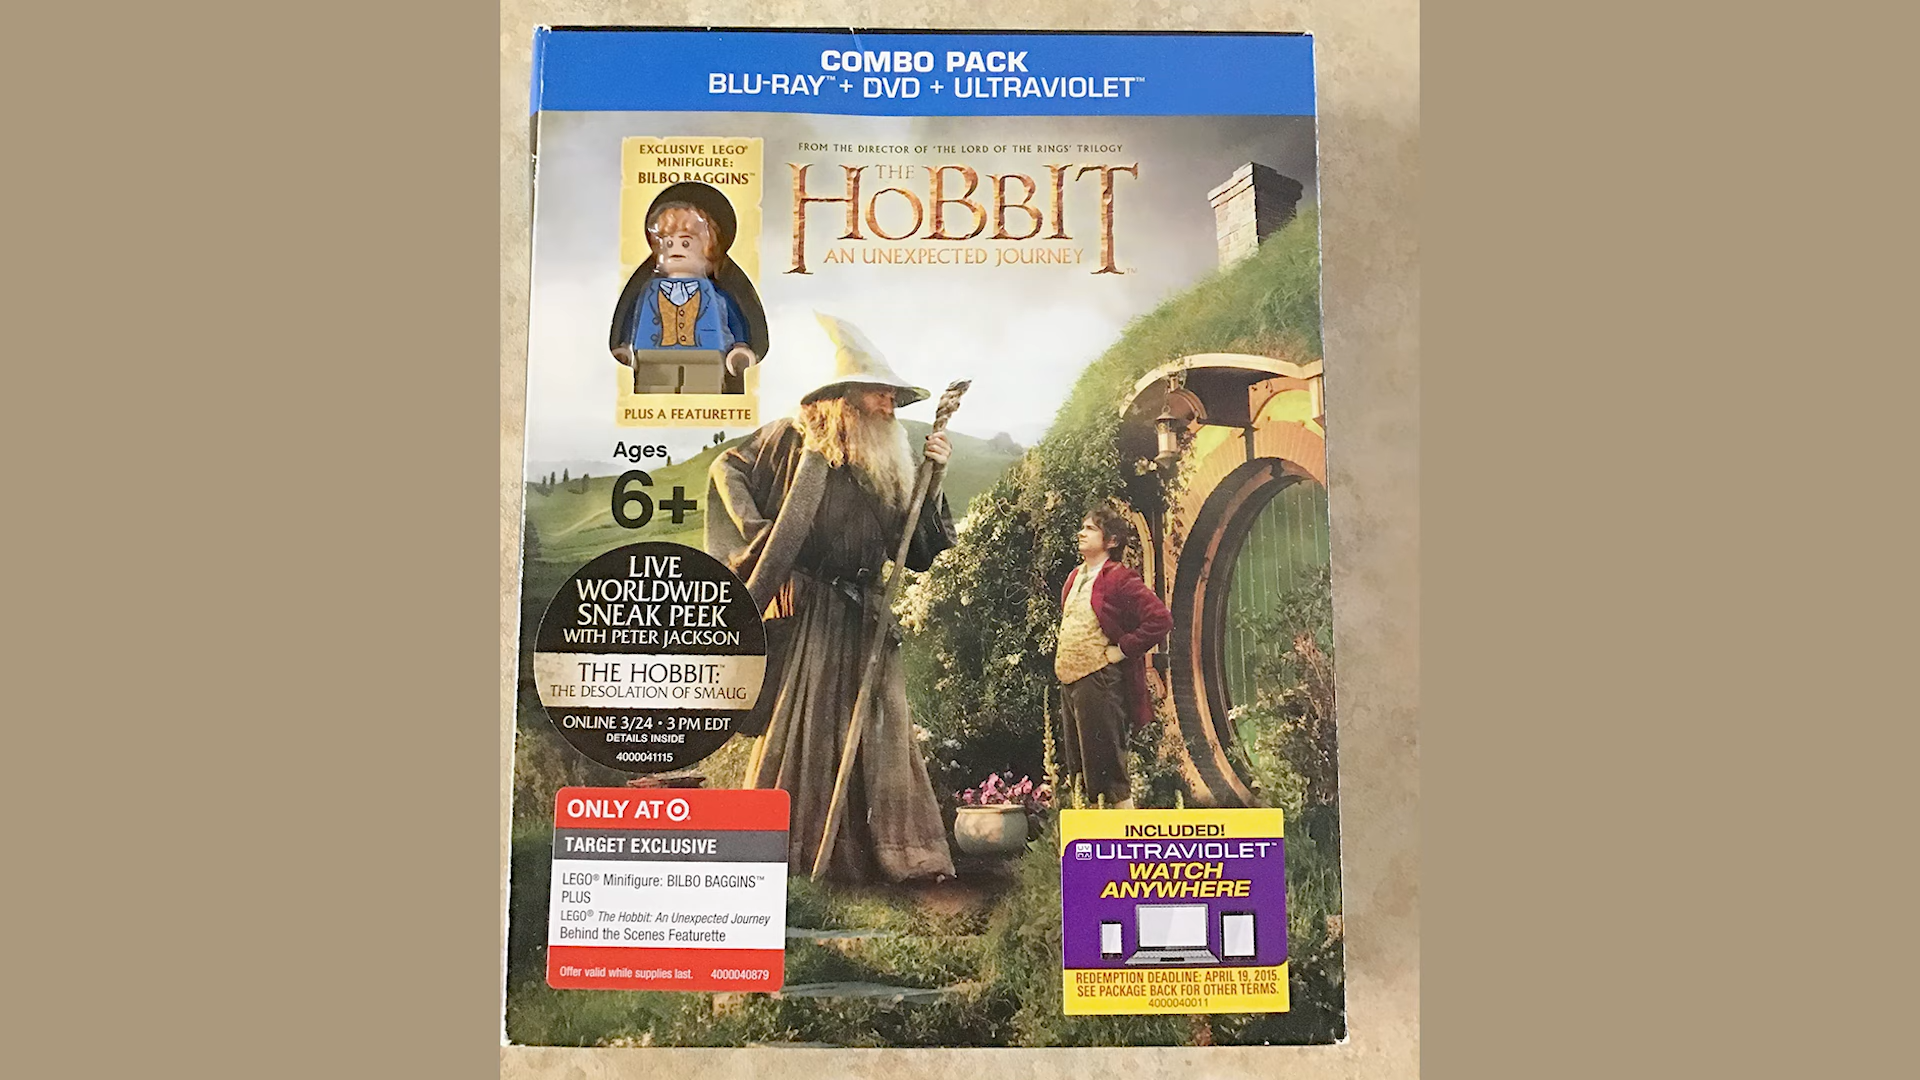 COMBO PACK
BLU-RAY™ + DVD + ULTRAVIOLET™
EXCLUSIVE LEGO®
MINIFIGURE:
BILBO BAGGINS™
PLUS A FEATURETTE
FROM THE DIRECTOR OF 'THE LORD OF THE RINGS' TRILOGY
THE
HOBBIT
AN UNEXPECTED JOURNEY™
Ages
6+
LIVE
WORLDWIDE
SNEAK PEEK
WITH PETER JACKSON
THE HOBBIT:™
THE DESOLATION OF SMAUG
ONLINE 3/24 • 3 PM EDT
DETAILS INSIDE
4000041115
ONLY AT
TARGET EXCLUSIVE
LEGO® Minifigure: BILBO BAGGINS™
PLUS
LEGO® The Hobbit: An Unexpected Journey
Behind the Scenes Featurette
Offer valid while supplies last. 4000040879
INCLUDED!
UV ULTRAVIOLET™
WATCH
ANYWHERE
REDEMPTION DEADLINE: APRIL 19, 2015.
SEE PACKAGE BACK FOR OTHER TERMS.
4000040011